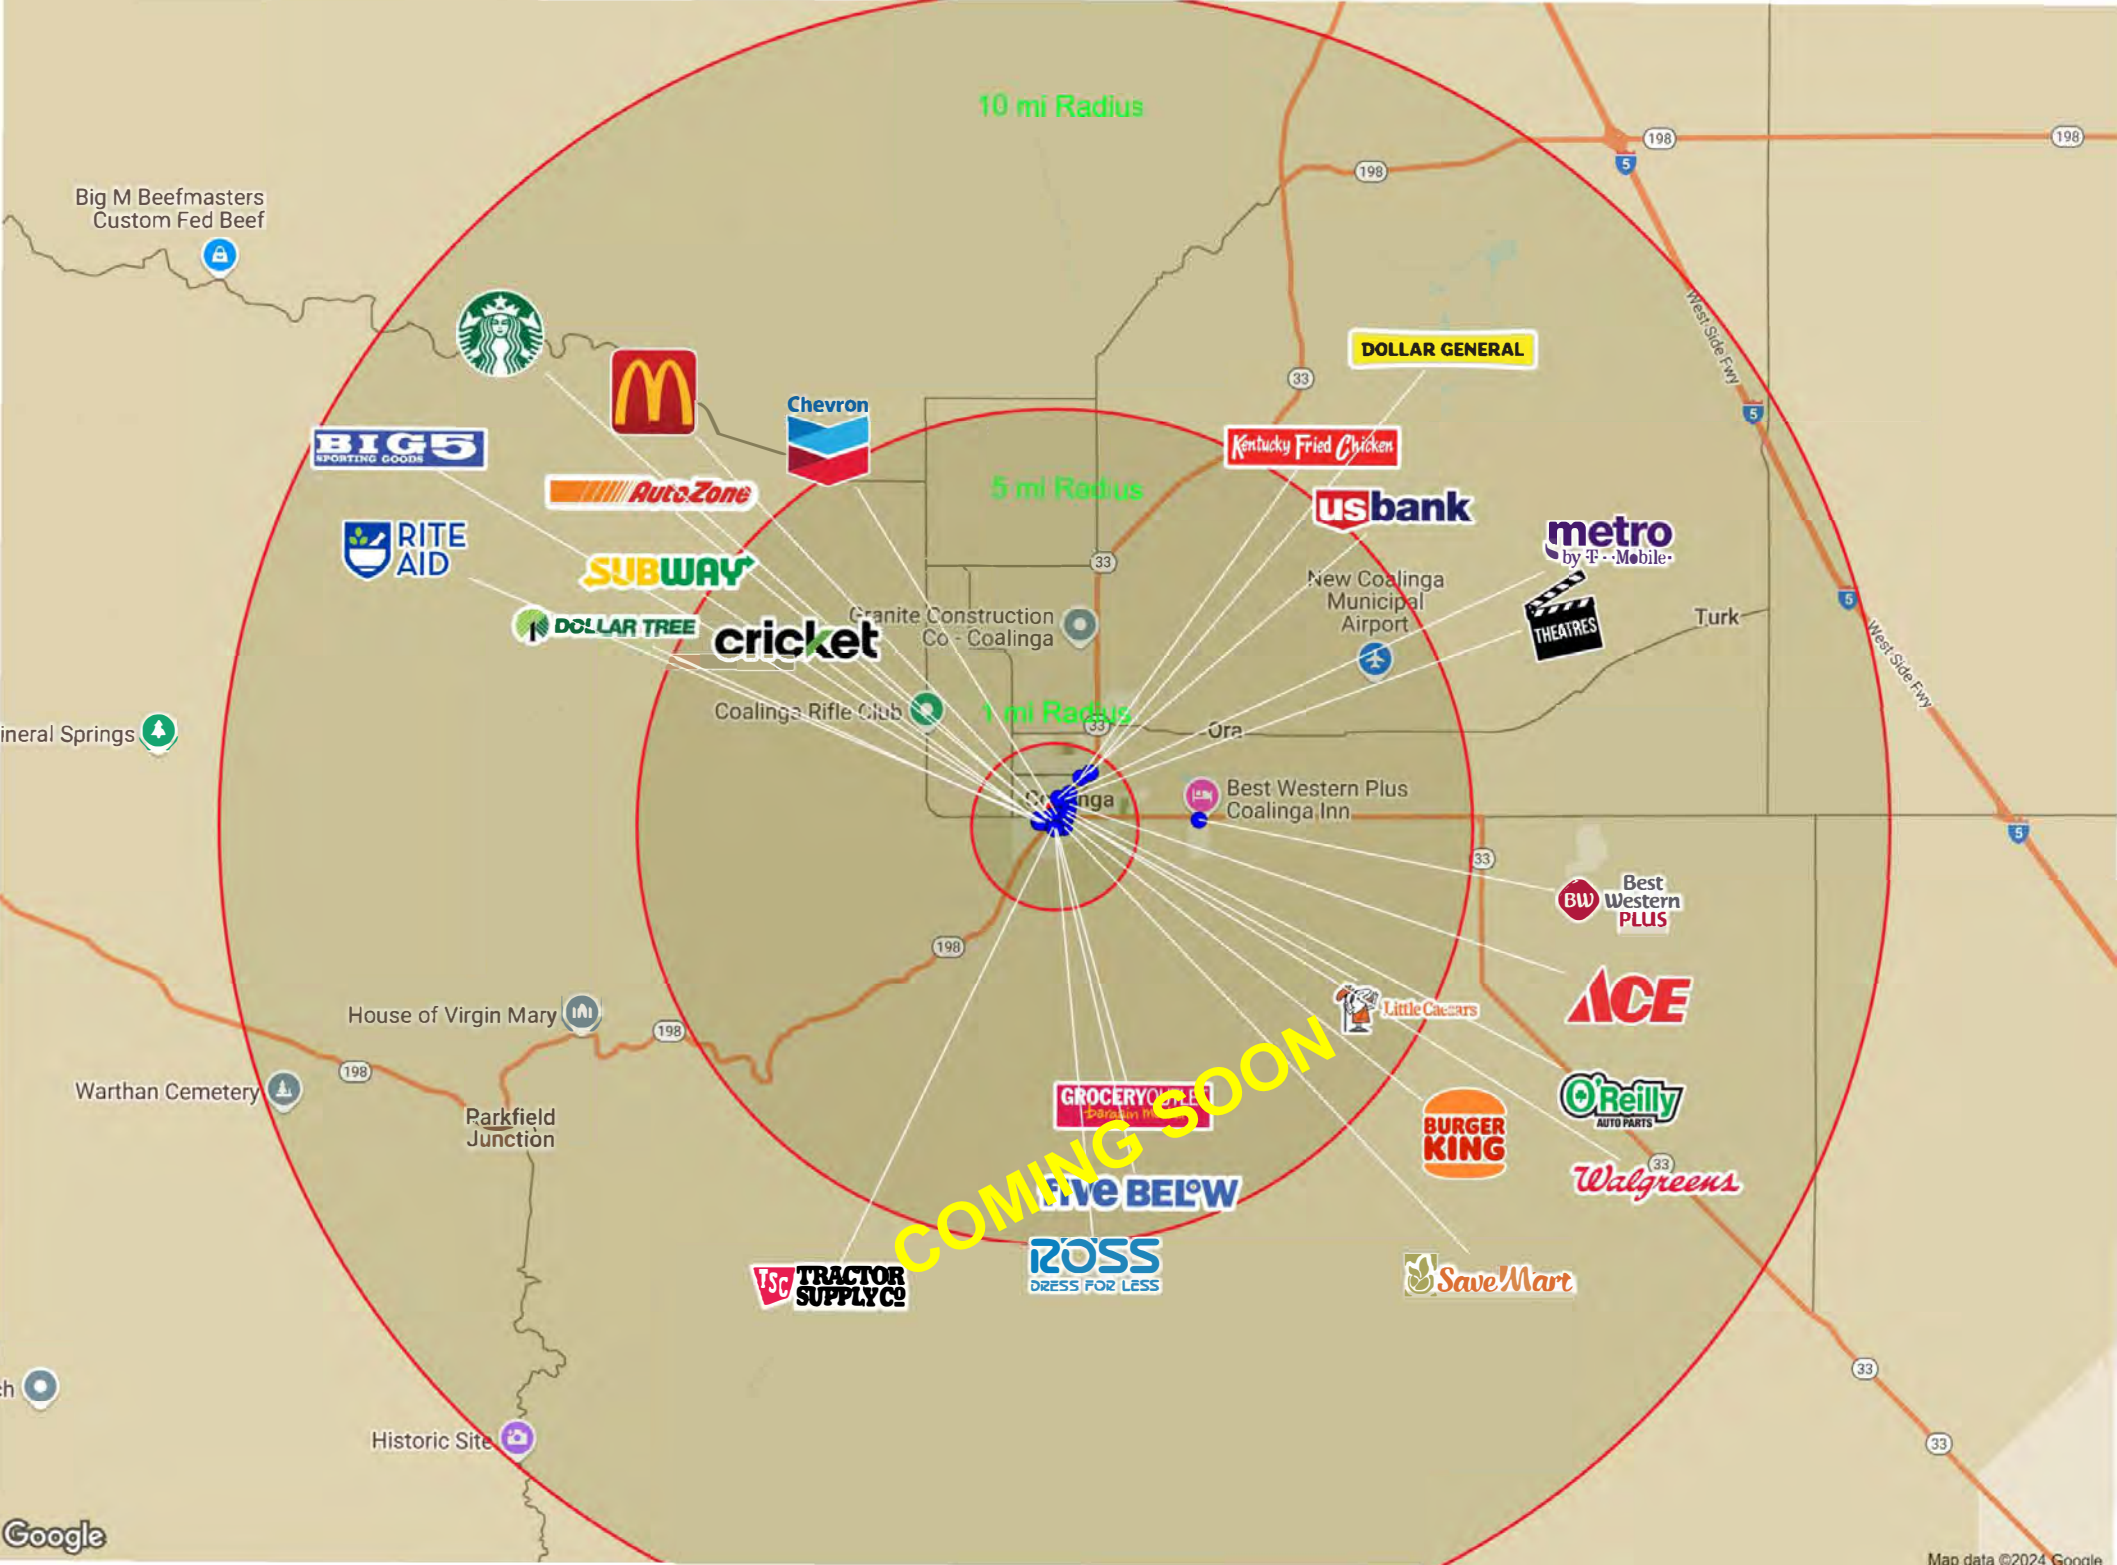 10 mi Radius
198
198
198
5
Big M Beefmasters
Custom Fed Beef
West Side Fwy
DOLLAR GENERAL
33
5
Chevron
BIG 5
SPORTING GOODS
Kentucky Fried Chicken
AutoZone
5 mi Radius
usbank
RITE
AID
metro
by T-Mobile
SUBWAY
33
New Coalinga
Municipal
Airport
5
DOLLAR TREE
cricket
Granite Construction
Co - Coalinga
THEATRES
Turk
West Side Fwy
Coalinga Rifle Club
1 mi Radius
33
Ora
ineral Springs
Best Western Plus
Coalinga Inn
5
33
BW
Best
Western
PLUS
198
ACE
Little Caesars
House of Virgin Mary
198
198
Warthan Cemetery
Parkfield
Junction
GROCERY OUTLET
COMING SOON
BURGER
KING
O'Reilly
AUTO PARTS
33
Walgreens
FIVE BELOW
ROSS
DRESS FOR LESS
TSC
TRACTOR
SUPPLY CO
SaveMart
33
h
Historic Site
33
Google
Map data ©2024 Google